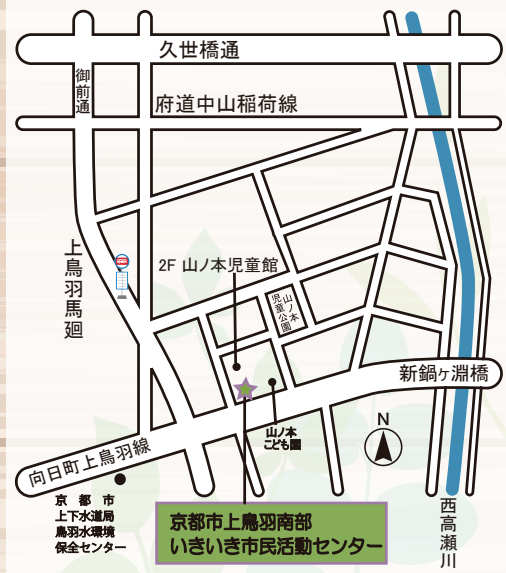 久世橋通
御前通
府道中山稲荷線
上鳥羽馬廻
2F 山ノ本児童館
山ノ本
児童公園
新鍋ヶ淵橋
N
山ノ本
こども園
向日町上鳥羽線
京都市
上下水道局
鳥羽水環境
保全センター
京都市上鳥羽南部
いきいき市民活動センター
西高瀬川